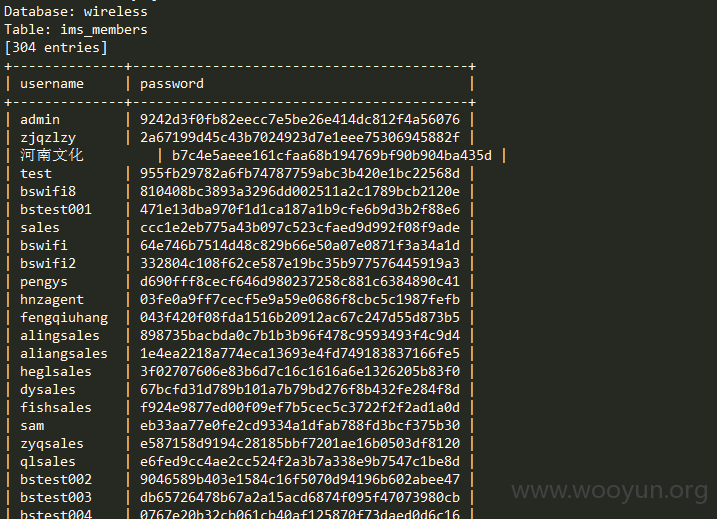 Database: wireless
Table: ims_members
[304 entries]
+--------------+------------------------------------------+
| username | password |
+--------------+------------------------------------------+
| admin | 9242d3f0fb82eecc7e5be26e414dc812f4a56076 |
| zjqzlzy | 2a67199d45c43b7024923d7e1eee75306945882f |
| 河南文化 | b7c4e5aeee161cfaa68b194769bf90b904ba435d |
| test | 955fb29782a6fb74787759abc3b420e1bc22568d |
| bswifi8 | 810408bc3893a3296dd002511a2c1789bcb2120e |
| bstest001 | 471e13dba970f1d1ca187a1b9cfe6b9d3b2f88e6 |
| sales | ccc1e2eb775a43b097c523cfaed9d992f08f9ade |
| bswifi | 64e746b7514d48c829b66e50a07e0871f3a34a1d |
| bswifi2 | 332804c108f62ce587e19bc35b977576445919a3 |
| pengys | d690fff8cecf646d980237258c881c6384890c41 |
| hnzagent | 03fe0a9ff7cecf5e9a59e0686f8cbc5c1987fefb |
| fengqiuhang | 043f420f08fda1516b20912ac67c247d55d873b5 |
| alingsales | 898735bacbda0c7b1b3b96f478c9593493f4c9d4 |
| aliangsales | 1e4ea2218a774eca13693e4fd749183837166fe5 |
| heglsales | 3f02707606e83b6d7c16c1616a6e1326205b83f0 |
| dysales | 67bcfd31d789b101a7b79bd276f8b432fe284f8d |
| fishsales | f924e9877ed00f09ef7b5cec5c3722f2f2ad1a0d |
| sam | eb33aa77e0fe2cd9334a1dfab788fd3bcf375b30 |
| zyqsales | e587158d9194c28185bbf7201ae16b0503df8120 |
| qlsales | e6fed9cc4ae2cc524f2a3b7a338e9b7547c1be8d |
| bstest002 | 9046589b403e1584c16f5070d94196b602abee47 |
| bstest003 | db65726478b67a2a15acd6874f095f47073980cb |
| bstest004 | 0767e20b32cb061cb40af125870f73daed0d6c16 |
www.wooyun.org